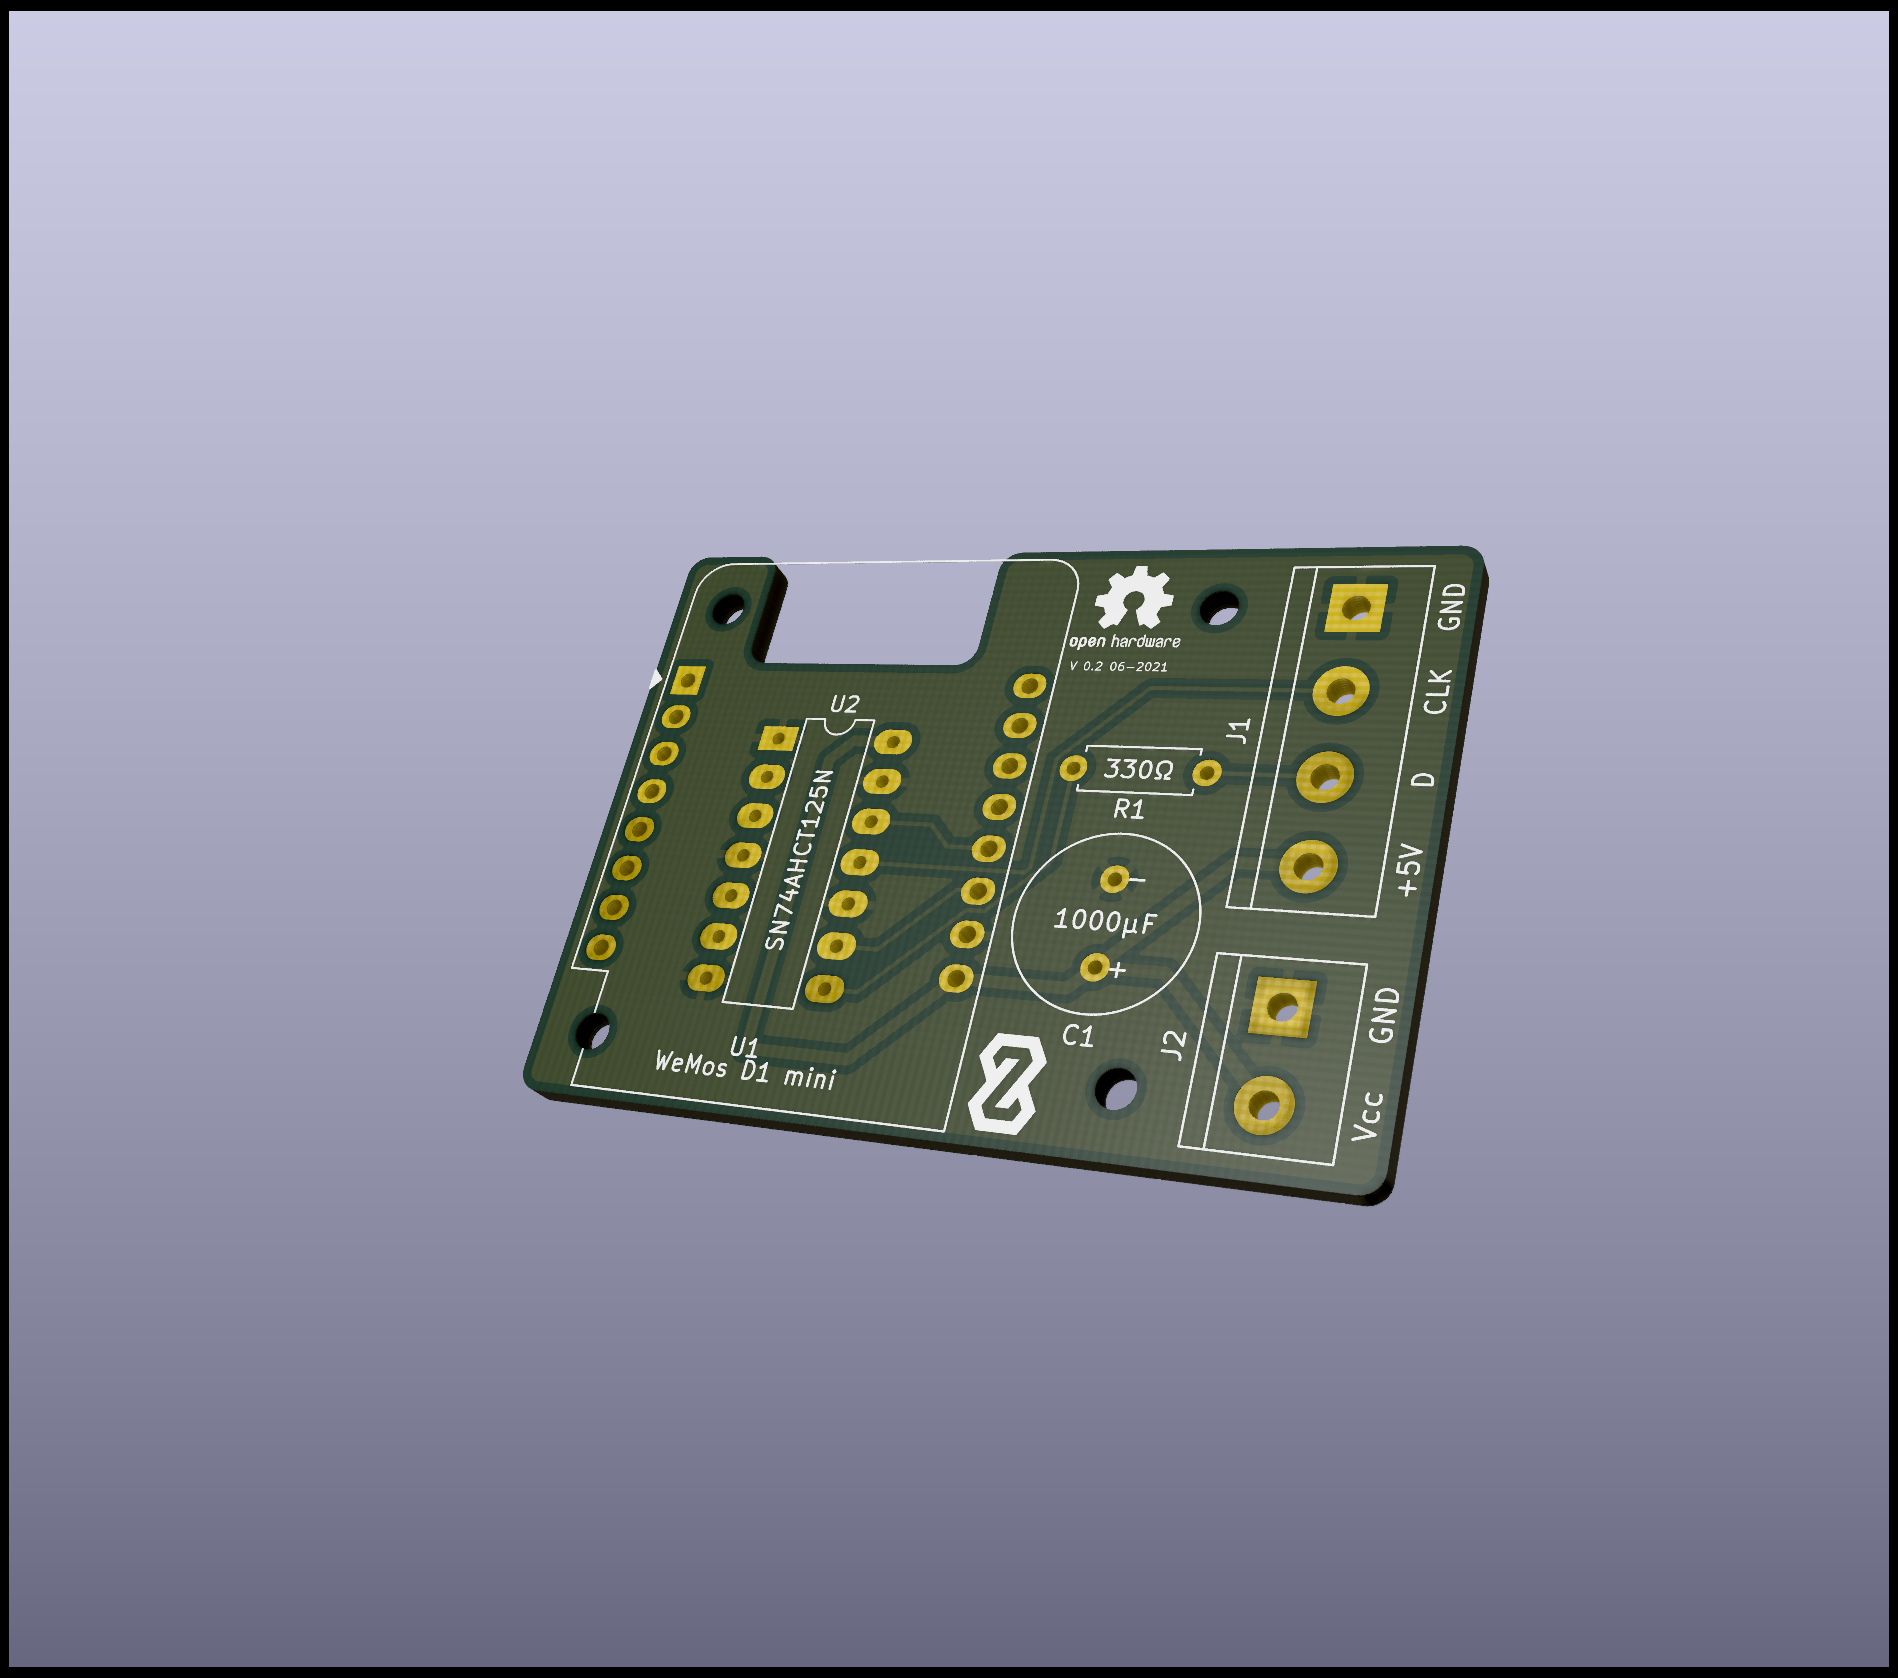 open hardware
V 0.2 06-2021
GND
CLK
D
+5V
J1
U2
SN74AHCT125N
330Ω
R1
-
1000µF
+
C1
J2
GND
Vcc
U1
WeMos D1 mini